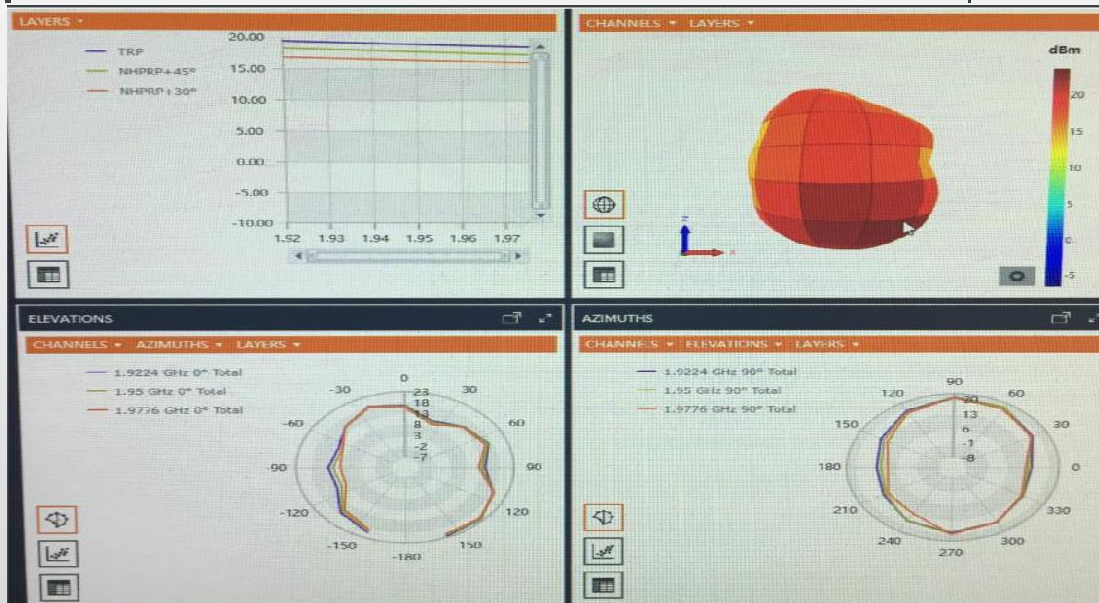 LAYERS
TRP
NHPRP+45°
NHPRP+30°
20.00
15.00
10.00
5.00
0.00
-5.00
-10.00
1.92 1.93 1.94 1.95 1.96 1.97
CHANNELS LAYERS
dBm
20
15
10
5
0
-5
z
x
ELEVATIONS
CHANNELS AZIMUTHS LAYERS
1.9224 GHz 0° Total
1.95 GHz 0° Total
1.9776 GHz 0° Total
0
-30 30
-60 60
-90 90
-120 120
-150 150
-180
23
18
13
8
3
-2
-7
AZIMUTHS
CHANNELS ELEVATIONS LAYERS
1.9224 GHz 90° Total
1.95 GHz 90° Total
1.9776 GHz 90° Total
90
120 60
150 30
180 0
210 330
240 300
270
20
13
6
-1
-8